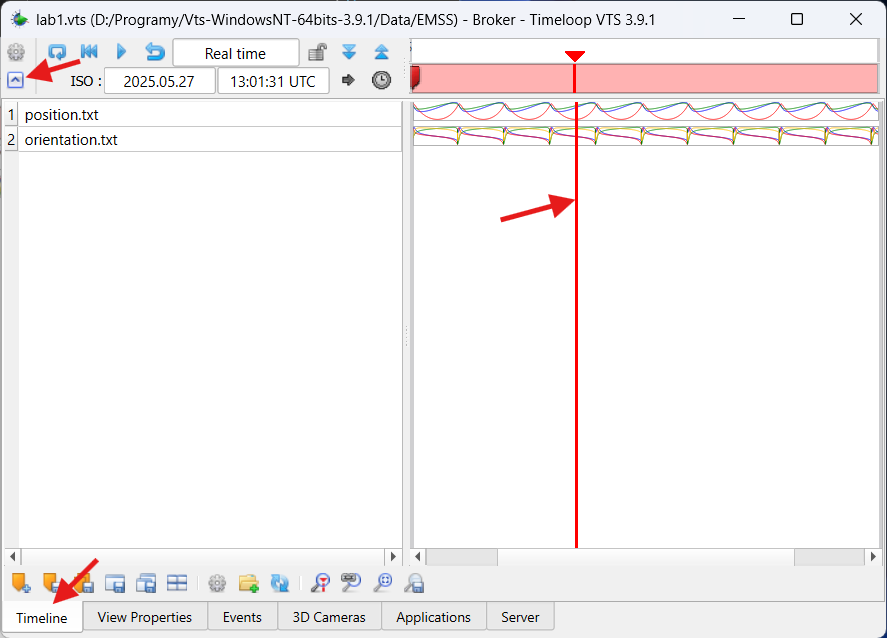 lab1.vts (D:/Programy/Vts-WindowsNT-64bits-3.9.1/Data/EMSS) - Broker - Timeloop VTS 3.9.1
Real time
ISO : 2025.05.27 13:01:31 UTC
1 position.txt
2 orientation.txt
Timeline View Properties Events 3D Cameras Applications Server